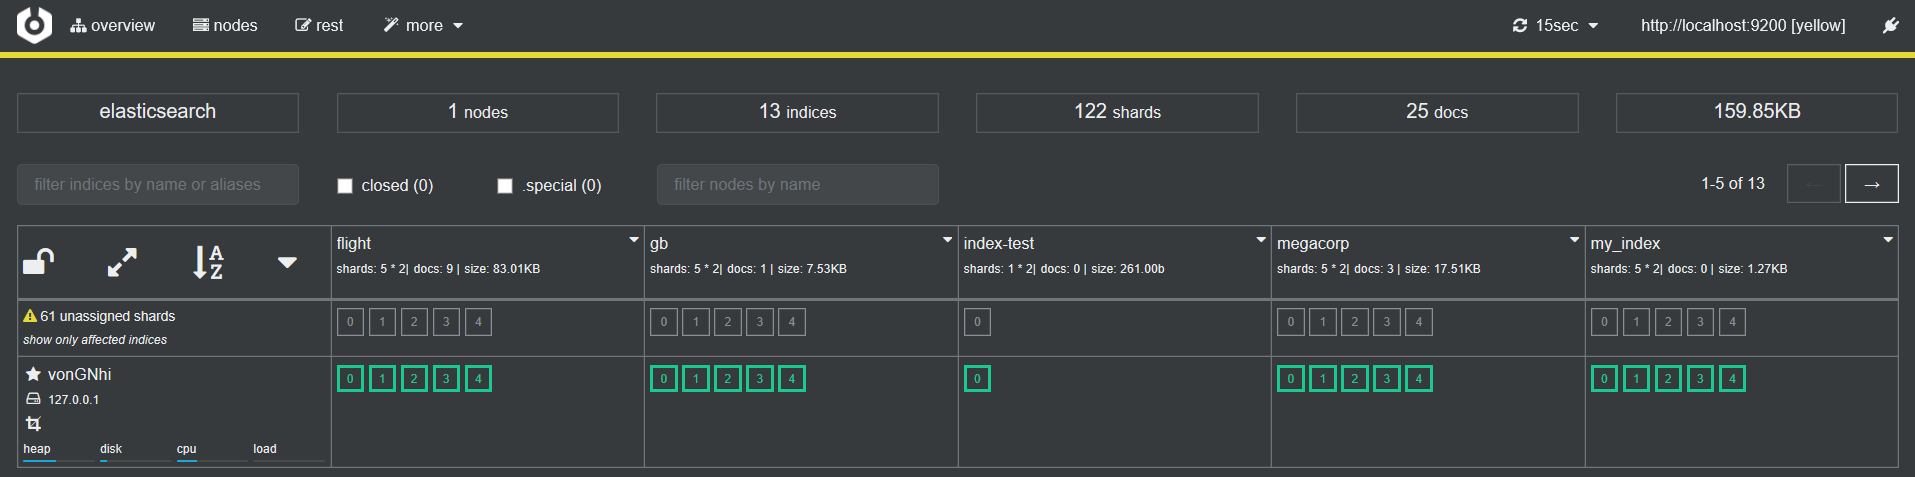 overview nodes rest more 15sec http://localhost:9200 [yellow]
elasticsearch 1 nodes 13 indices 122 shards 25 docs 159.85KB
filter indices by name or aliases closed (0) .special (0) filter nodes by name 1-5 of 13 ← →
A Z flight gb index-test megacorp my_index
shards: 5 * 2| docs: 9 | size: 83.01KB shards: 5 * 2| docs: 1 | size: 7.53KB shards: 1 * 2| docs: 0 | size: 261.00b shards: 5 * 2| docs: 3 | size: 17.51KB shards: 5 * 2| docs: 0 | size: 1.27KB
61 unassigned shards 0 1 2 3 4 0 1 2 3 4 0 0 1 2 3 4 0 1 2 3 4
show only affected indices
vonGNhi 0 1 2 3 4 0 1 2 3 4 0 0 1 2 3 4 0 1 2 3 4
127.0.0.1
heap disk cpu load